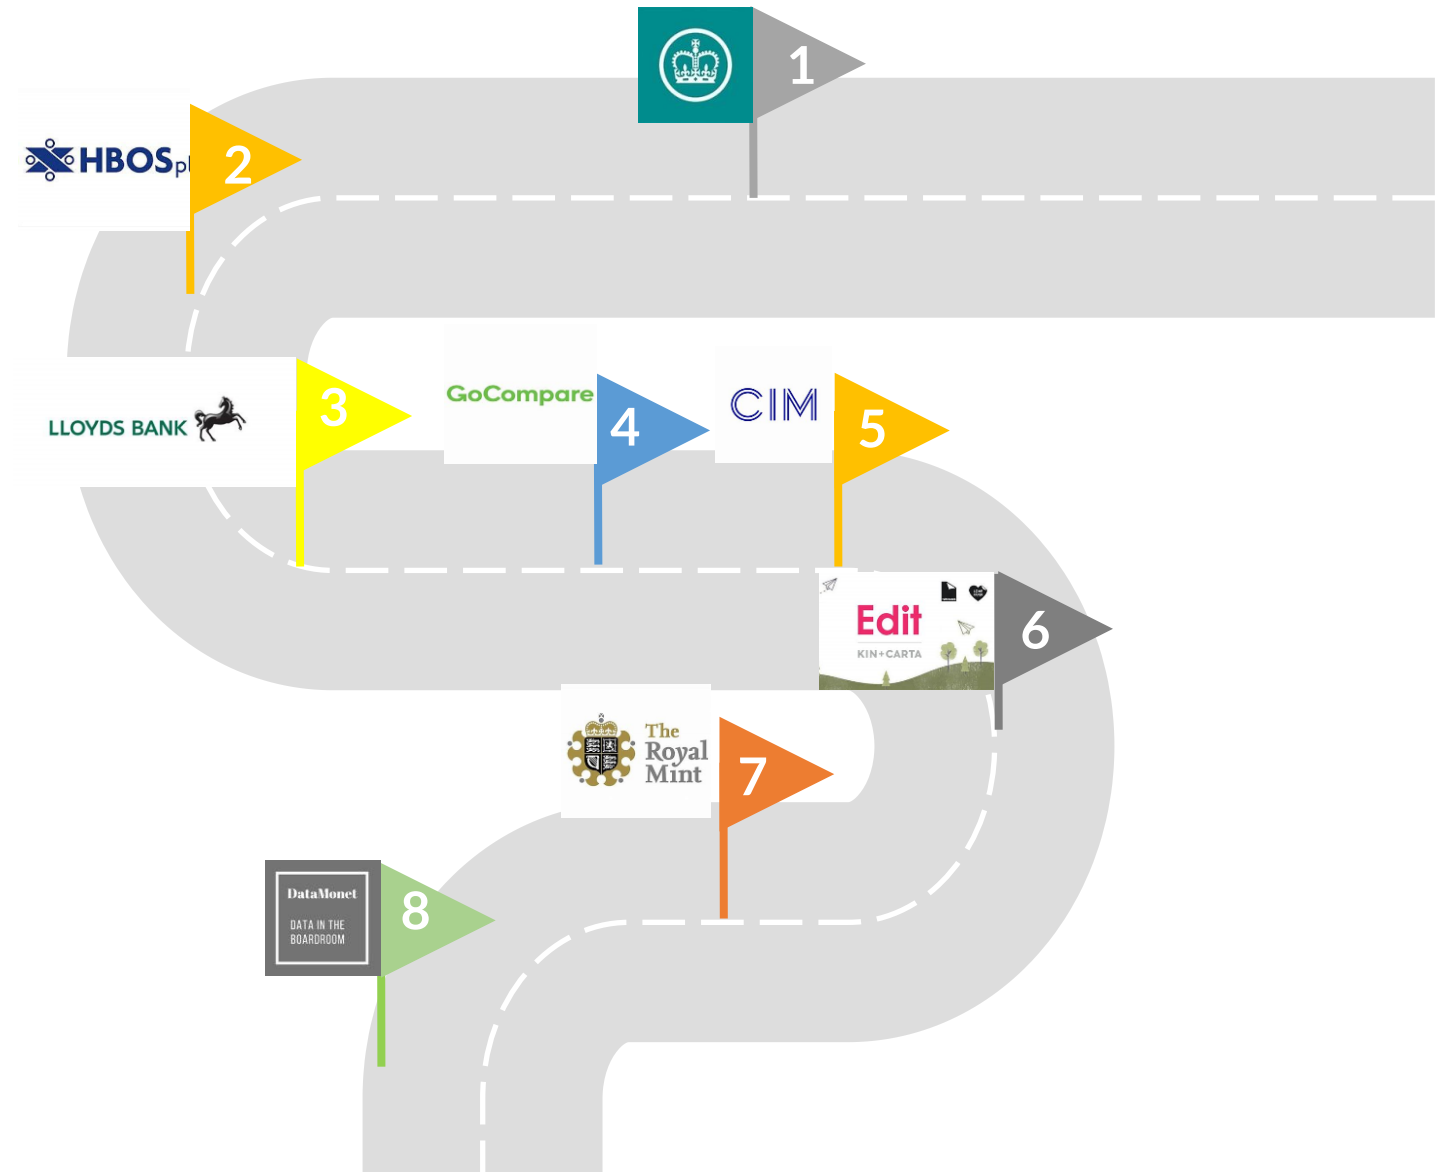 1
HBOSpl
2
LLOYDS BANK
3
GoCompare
4
CIM
5
Edit
KIN+CARTA
6
The
Royal
Mint
7
DataMonet
DATA IN THE
BOARDROOM
8